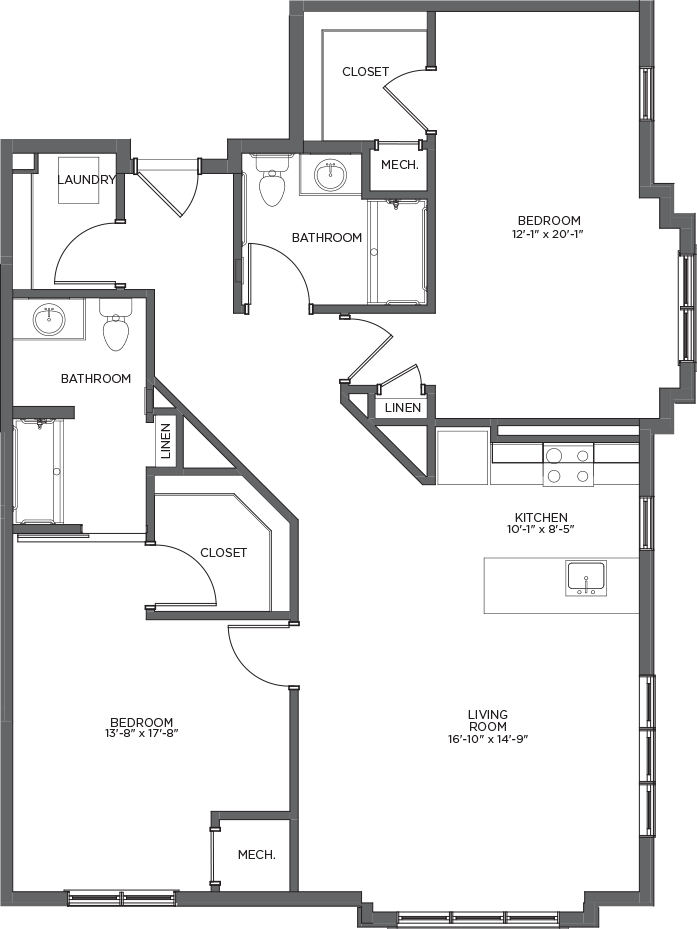 CLOSET
MECH.
LAUNDRY
BATHROOM
BEDROOM
12'-1" x 20'-1"
BATHROOM
LINEN
LINEN
KITCHEN
10'-1" x 8'-5"
CLOSET
BEDROOM
13'-8" x 17'-8"
LIVING
ROOM
16'-10" x 14'-9"
MECH.